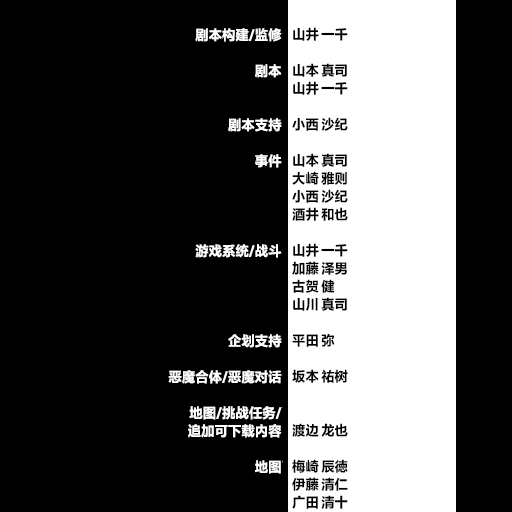 剧本构建/监修 山井 一千
剧本 山本 真司
山井 一千
剧本支持 小西 沙纪
事件 山本 真司
大崎 雅则
小西 沙纪
酒井 和也
游戏系统/战斗 山井 一千
加藤 泽男
古贺 健
山川 真司
企划支持 平田 弥
恶魔合体/恶魔对话 坂本 祐树
地图/挑战任务/
追加可下载内容 渡边 龙也
地图 梅崎 辰德
伊藤 清仁
广田 清十